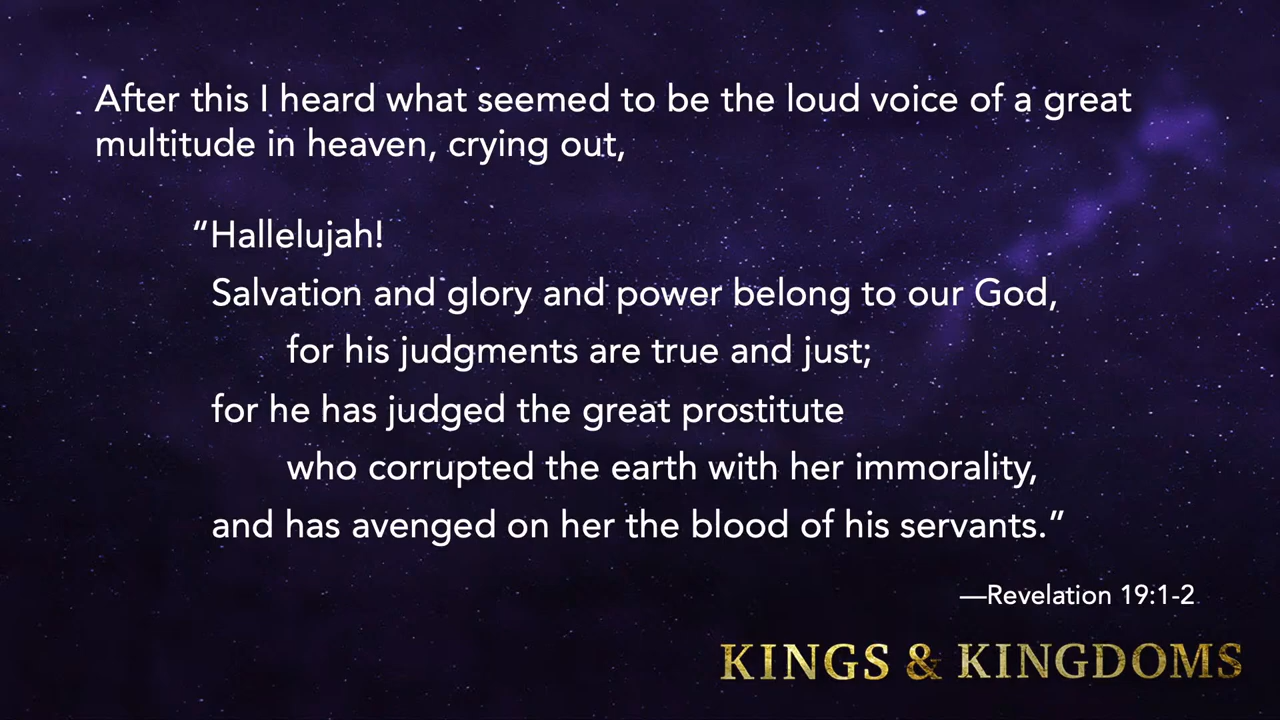 After this I heard what seemed to be the loud voice of a great
multitude in heaven, crying out,
“Hallelujah!
Salvation and glory and power belong to our God,
for his judgments are true and just;
for he has judged the great prostitute
who corrupted the earth with her immorality,
and has avenged on her the blood of his servants.”
—Revelation 19:1-2
KINGS & KINGDOMS